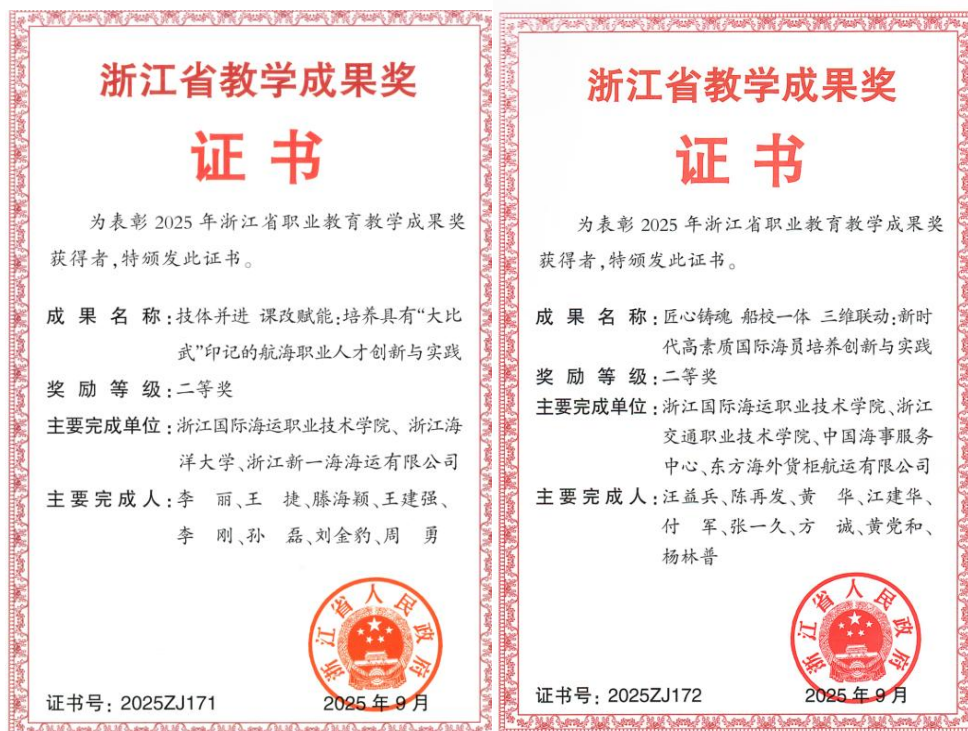 浙江省教学成果奖
证书
为表彰 2025 年浙江省职业教育教学成果奖
获得者,特颁发此证书。
成果名称:技体并进 课改赋能:培养具有“大比
武”印记的航海职业人才创新与实践
奖励等级:二等奖
主要完成单位:浙江国际海运职业技术学院、浙江海
洋大学、浙江新一海海运有限公司
主要完成人:李 丽、王 捷、滕海颖、王建强、
李 刚、孙 磊、刘金豹、周 勇
浙江省人民政府
证书号:2025ZJ171
2025 年 9 月
浙江省教学成果奖
证书
为表彰 2025 年浙江省职业教育教学成果奖
获得者,特颁发此证书。
成果名称:匠心铸魂 船校一体 三维联动:新时
代高素质国际海员培养创新与实践
奖励等级:二等奖
主要完成单位:浙江国际海运职业技术学院、浙江
交通职业技术学院、中国海事服务
中心、东方海外货柜航运有限公司
主要完成人:汪益兵、陈再发、黄 华、江建华、
付 军、张一久、方 诚、黄党和、
杨林普
浙江省人民政府
证书号:2025ZJ172
2025 年 9 月